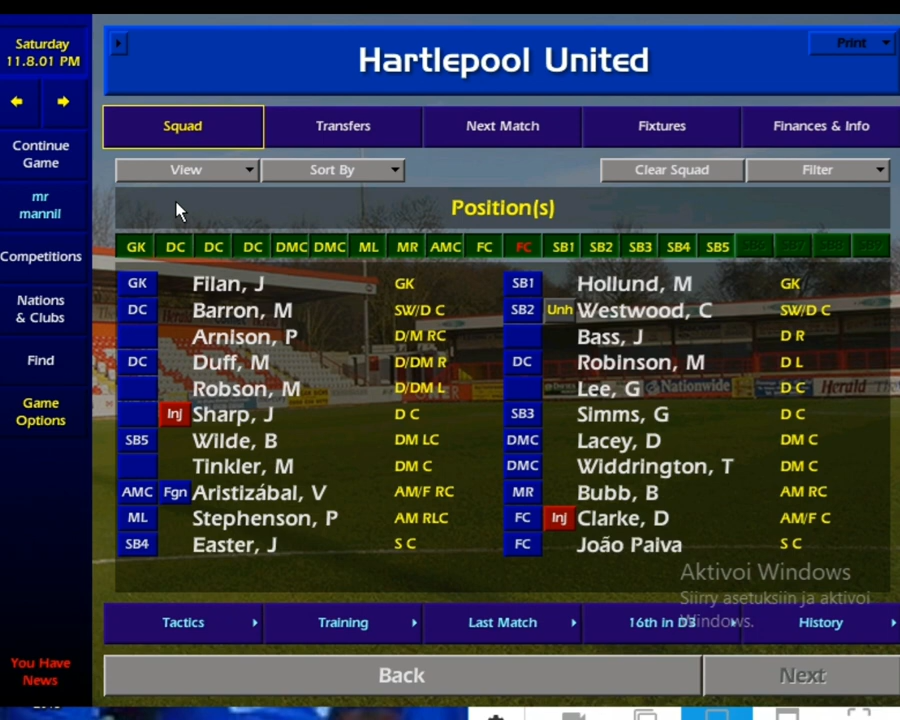 Saturday
11.8.01 PM
Continue
Game
mr
mannil
Competitions
Nations
& Clubs
Find
Game
Options
You Have
News
Hartlepool United
Print
Squad
Transfers
Next Match
Fixtures
Finances & Info
View
Sort By
Clear Squad
Filter
Position(s)
GK DC DC DC DMC DMC ML MR AMC FC FC SB1 SB2 SB3 SB4 SB5 SB6 SB7 SB8 SB9
GK Filan, J GK
DC Barron, M SW/D C
Arnison, P D/M RC
DC Duff, M D/DM R
Robson, M D/DM L
Inj Sharp, J D C
SB5 Wilde, B DM LC
Tinkler, M DM C
AMC Fgn Aristizábal, V AM/F RC
ML Stephenson, P AM RLC
SB4 Easter, J S C
SB1 Hollund, M GK
SB2 Unh Westwood, C SW/D C
Bass, J D R
DC Robinson, M D L
Lee, G D C
SB3 Simms, G D C
DMC Lacey, D DM C
DMC Widdrington, T DM C
MR Bubb, B AM RC
FC Inj Clarke, D AM/F C
FC João Paiva S C
Nationwide
Herald
Aktivoi Windows
Siirry asetuksiin ja aktivoi
Windows.
Tactics
Training
Last Match
16th in D3
History
Back
Next